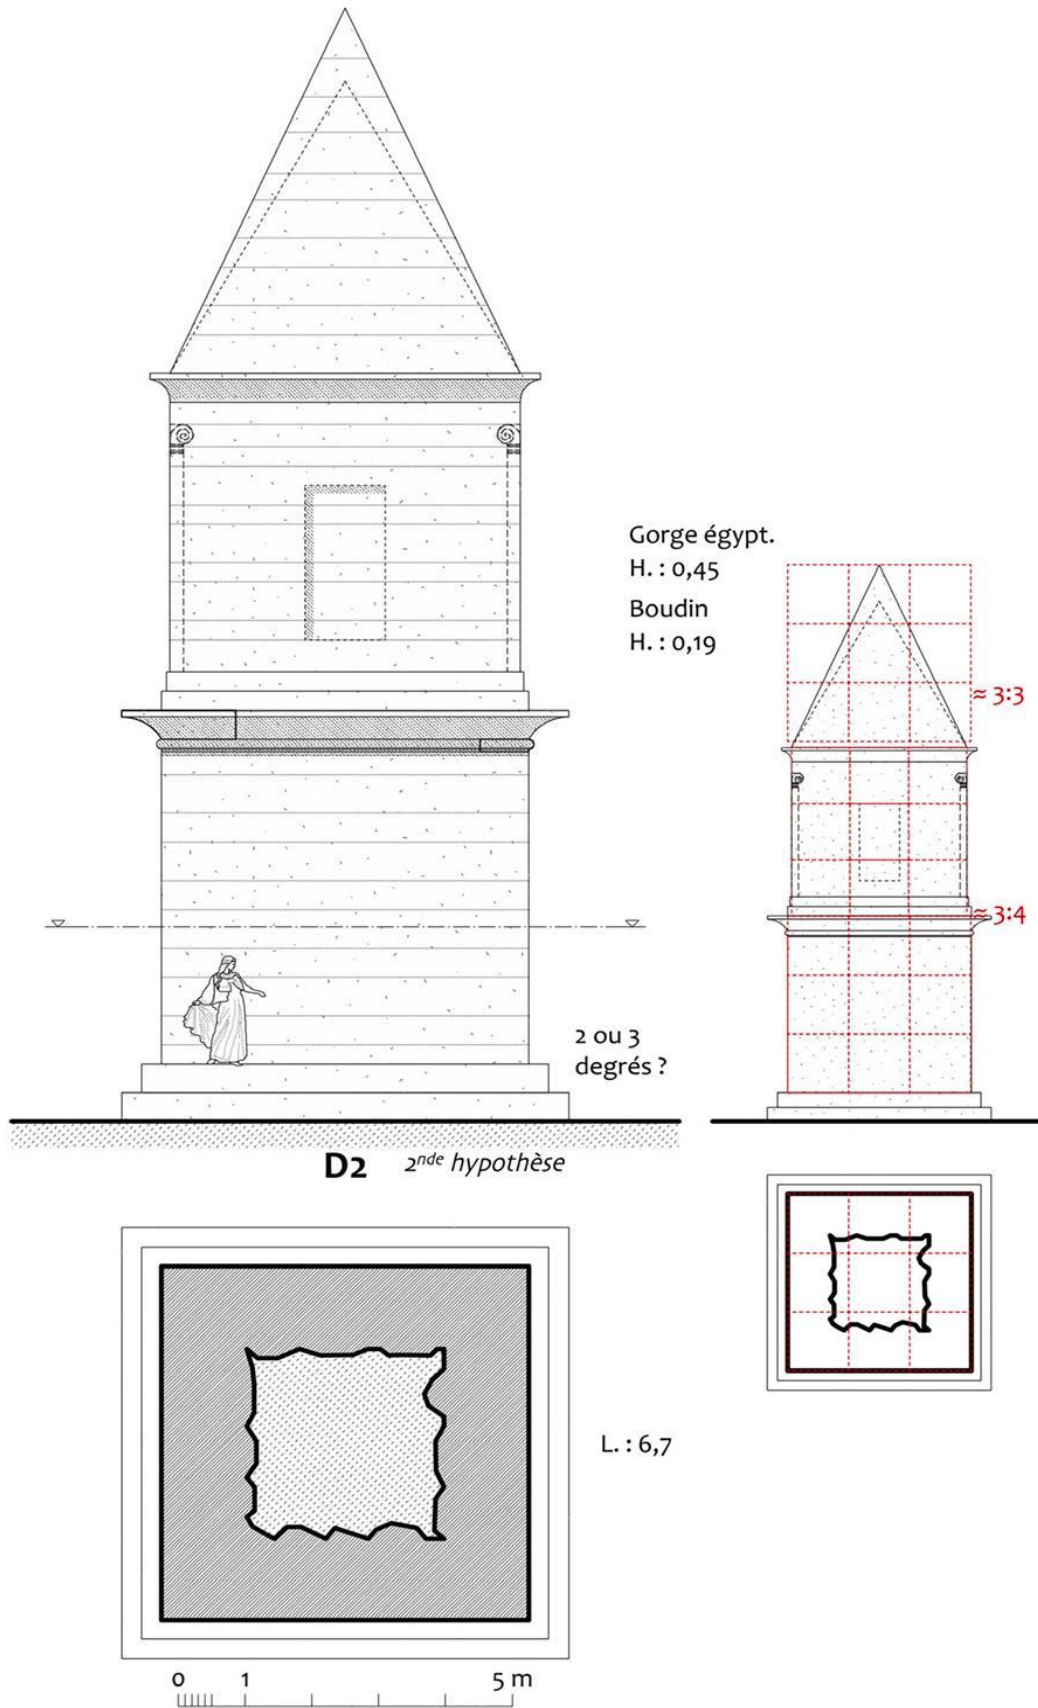 Gorge égypt.
H. : 0,45
Boudin
H. : 0,19
≈ 3:3
≈ 3:4
2 ou 3
degrés ?
D2 2nde hypothèse
L. : 6,7
0 1 5 m